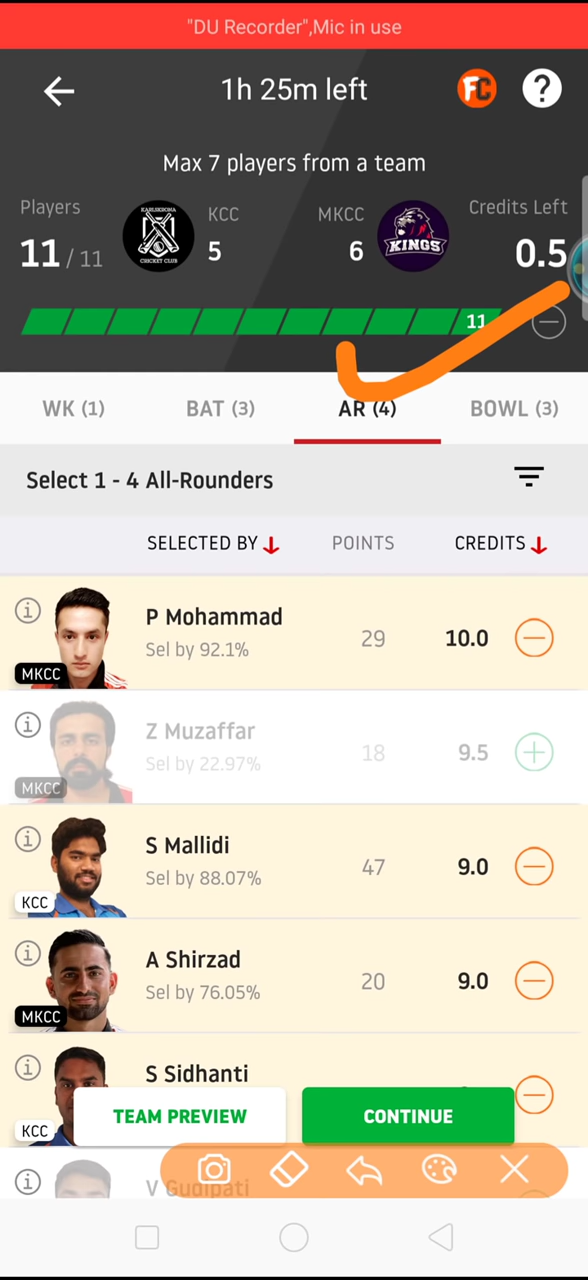 "DU Recorder",Mic in use
1h 25m left
FC
?
Max 7 players from a team
Players
KCC
MKCC
Credits Left
11 / 11
5
6
0.5
KARLSKRONA
CRICKET CLUB
KINGS
11
WK (1)
BAT (3)
AR (4)
BOWL (3)
Select 1 - 4 All-Rounders
SELECTED BY
POINTS
CREDITS
P Mohammad
Sel by 92.1%
29
10.0
MKCC
Z Muzaffar
Sel by 22.97%
18
9.5
MKCC
S Mallidi
Sel by 88.07%
47
9.0
KCC
A Shirzad
Sel by 76.05%
20
9.0
MKCC
S Sidhanti
KCC
TEAM PREVIEW
CONTINUE
V Gudipati